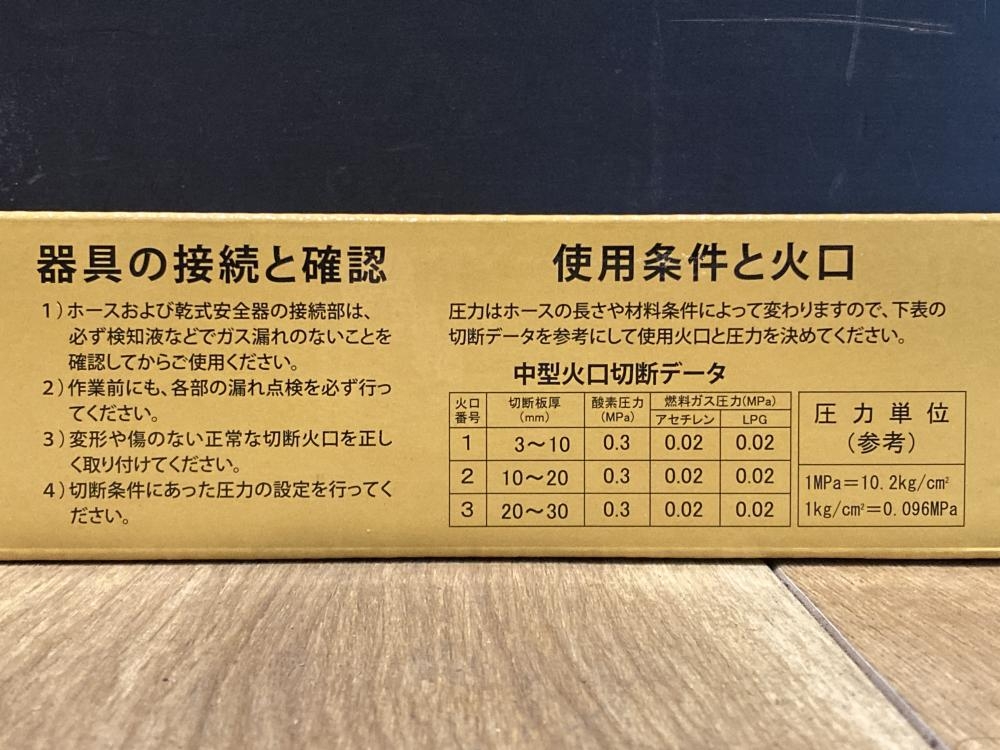 器具の接続と確認
1）ホースおよび乾式安全器の接続部は、
必ず検知液などでガス漏れのないことを
確認してからご使用ください。
2）作業前にも、各部の漏れ点検を必ず行っ
てください。
3）変形や傷のない正常な切断火口を正し
く取り付けてください。
4）切断条件にあった圧力の設定を行ってく
ださい。
使用条件と火口
圧力はホースの長さや材料条件によって変わりますので、下表の
切断データを参考にして使用火口と圧力を決めてください。
中型火口切断データ
火口番号 切断板厚(mm) 酸素圧力(MPa) 燃料ガス圧力(MPa)
アセチレン LPG
1 3〜10 0.3 0.02 0.02
2 10〜20 0.3 0.02 0.02
3 20〜30 0.3 0.02 0.02
圧力単位
（参考）
1MPa＝10.2kg/cm²
1kg/cm²＝0.096MPa